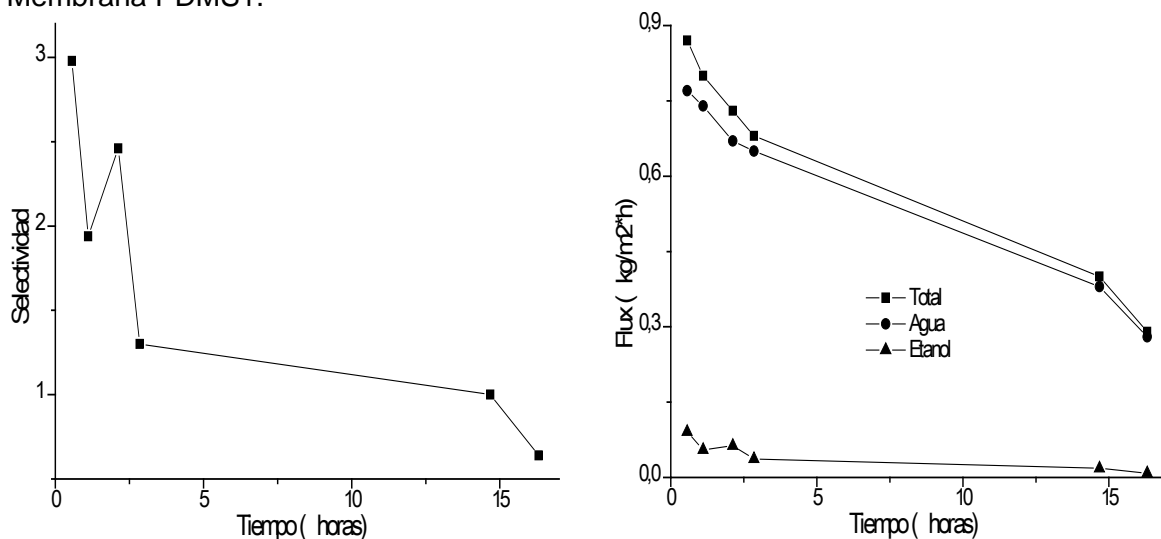 Membrana PDMS1.
3
2
1
Selectividad
0
5
10
15
Tiempo ( horas)
0,9
0,6
0,3
0,0
Flux ( kg/m2*h)
Total
Agua
Etanol
0
5
10
15
Tiempo ( horas)